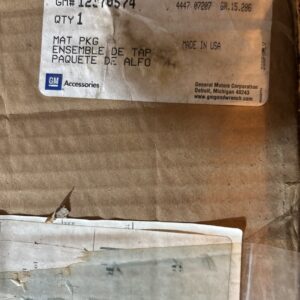 GM# 12370574 4447 07207 GM.15.286
QTY 1
MAT PKG MADE IN USA
ENSEMBLE DE TAP
PAQUETE DE ALFO
GM Accessories
General Motors Corporation
Detroit, Michigan 48243
www.gmgoodwrench.com